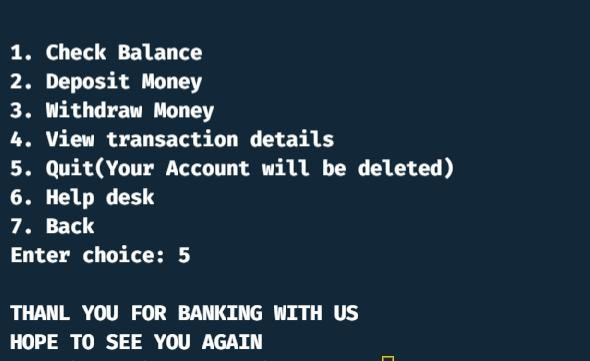 1. Check Balance
2. Deposit Money
3. Withdraw Money
4. View transaction details
5. Quit(Your Account will be deleted)
6. Help desk
7. Back
Enter choice: 5
THANL YOU FOR BANKING WITH US
HOPE TO SEE YOU AGAIN